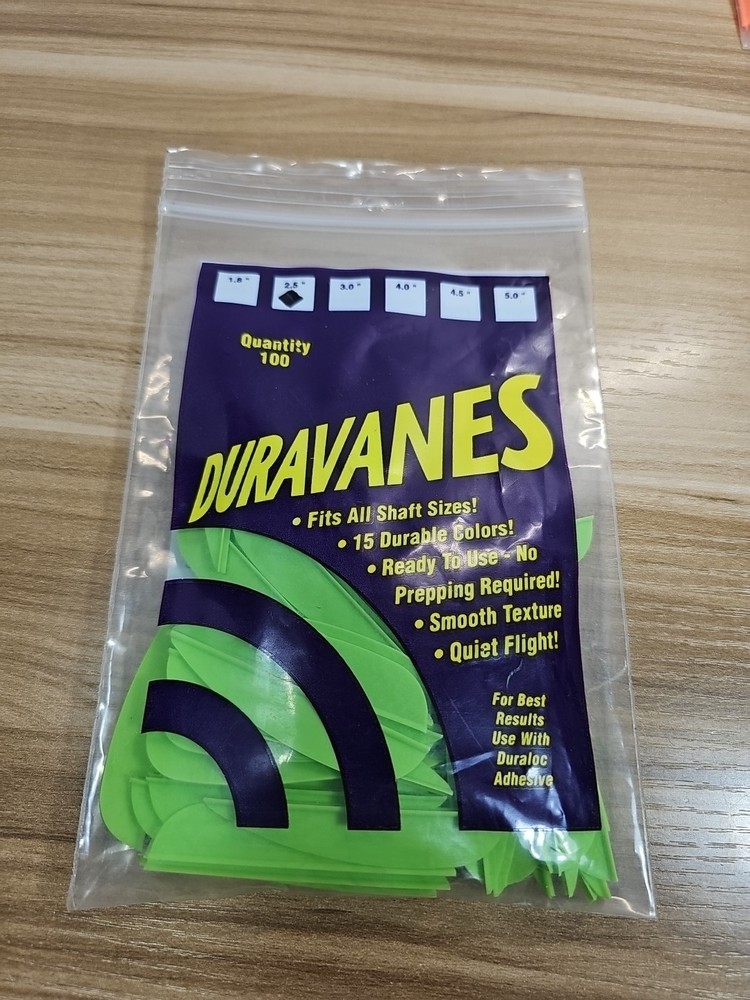 1.8"
2.5"
3.0"
4.0"
4.5"
5.0"
Quantity
100
DURAVANES
• Fits All Shaft Sizes!
• 15 Durable Colors!
• Ready To Use - No
Prepping Required!
• Smooth Texture
• Quiet Flight!
For Best
Results
Use With
Duraloc
Adhesive